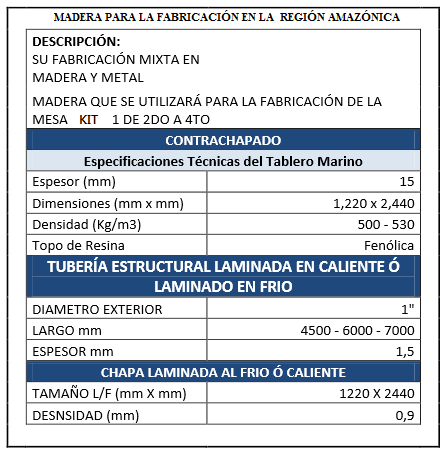 MADERA PARA LA FABRICACIÓN EN LA REGIÓN AMAZÓNICA
DESCRIPCIÓN:
SU FABRICACIÓN MIXTA EN
MADERA Y METAL
MADERA QUE SE UTILIZARÁ PARA LA FABRICACIÓN DE LA
MESA KIT 1 DE 2DO A 4TO
CONTRACHAPADO
Especificaciones Técnicas del Tablero Marino
Espesor (mm) 15
Dimensiones (mm x mm) 1,220 x 2,440
Densidad (Kg/m3) 500 - 530
Topo de Resina Fenólica
TUBERÍA ESTRUCTURAL LAMINADA EN CALIENTE Ó
LAMINADO EN FRIO
DIAMETRO EXTERIOR 1"
LARGO mm 4500 - 6000 - 7000
ESPESOR mm 1,5
CHAPA LAMINADA AL FRIO Ó CALIENTE
TAMAÑO L/F (mm X mm) 1220 X 2440
DESNSIDAD (mm) 0,9